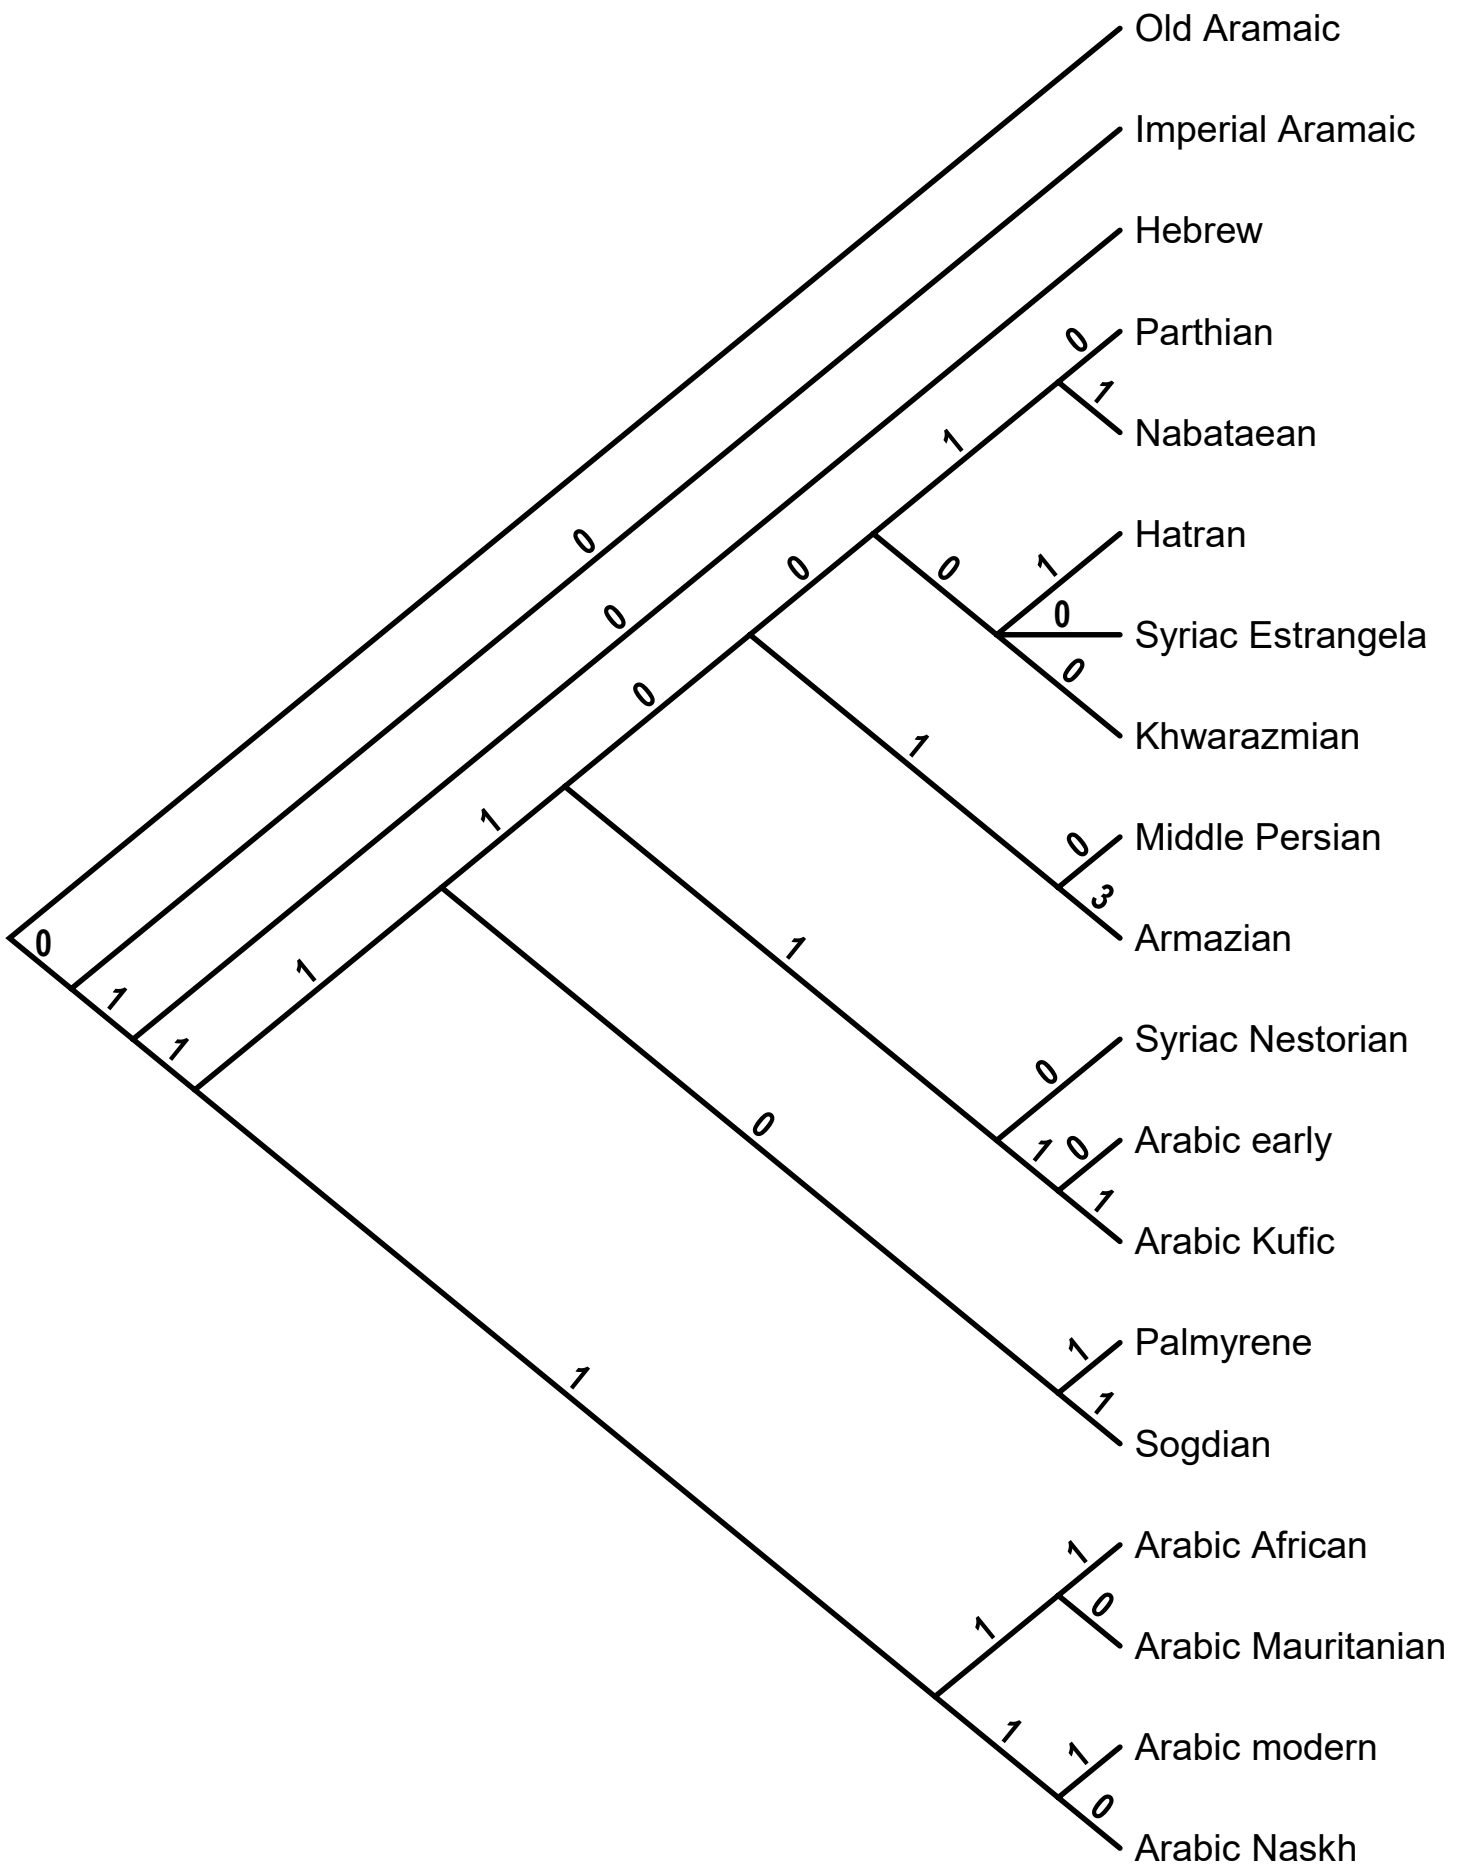 Old Aramaic
Imperial Aramaic
Hebrew
0 Parthian
1
1 Nabataean
0
1 Hatran
0 0
0 Syriac Estrangela
0
0
0
Khwarazmian
1
1
0 Middle Persian
3
Armazian
0
1
1
1
1
Syriac Nestorian
0
0
0 Arabic early
1
1
Arabic Kufic
1 Palmyrene
1
1
Sogdian
1 Arabic African
0
1
Arabic Mauritanian
1
1 Arabic modern
0
Arabic Naskh